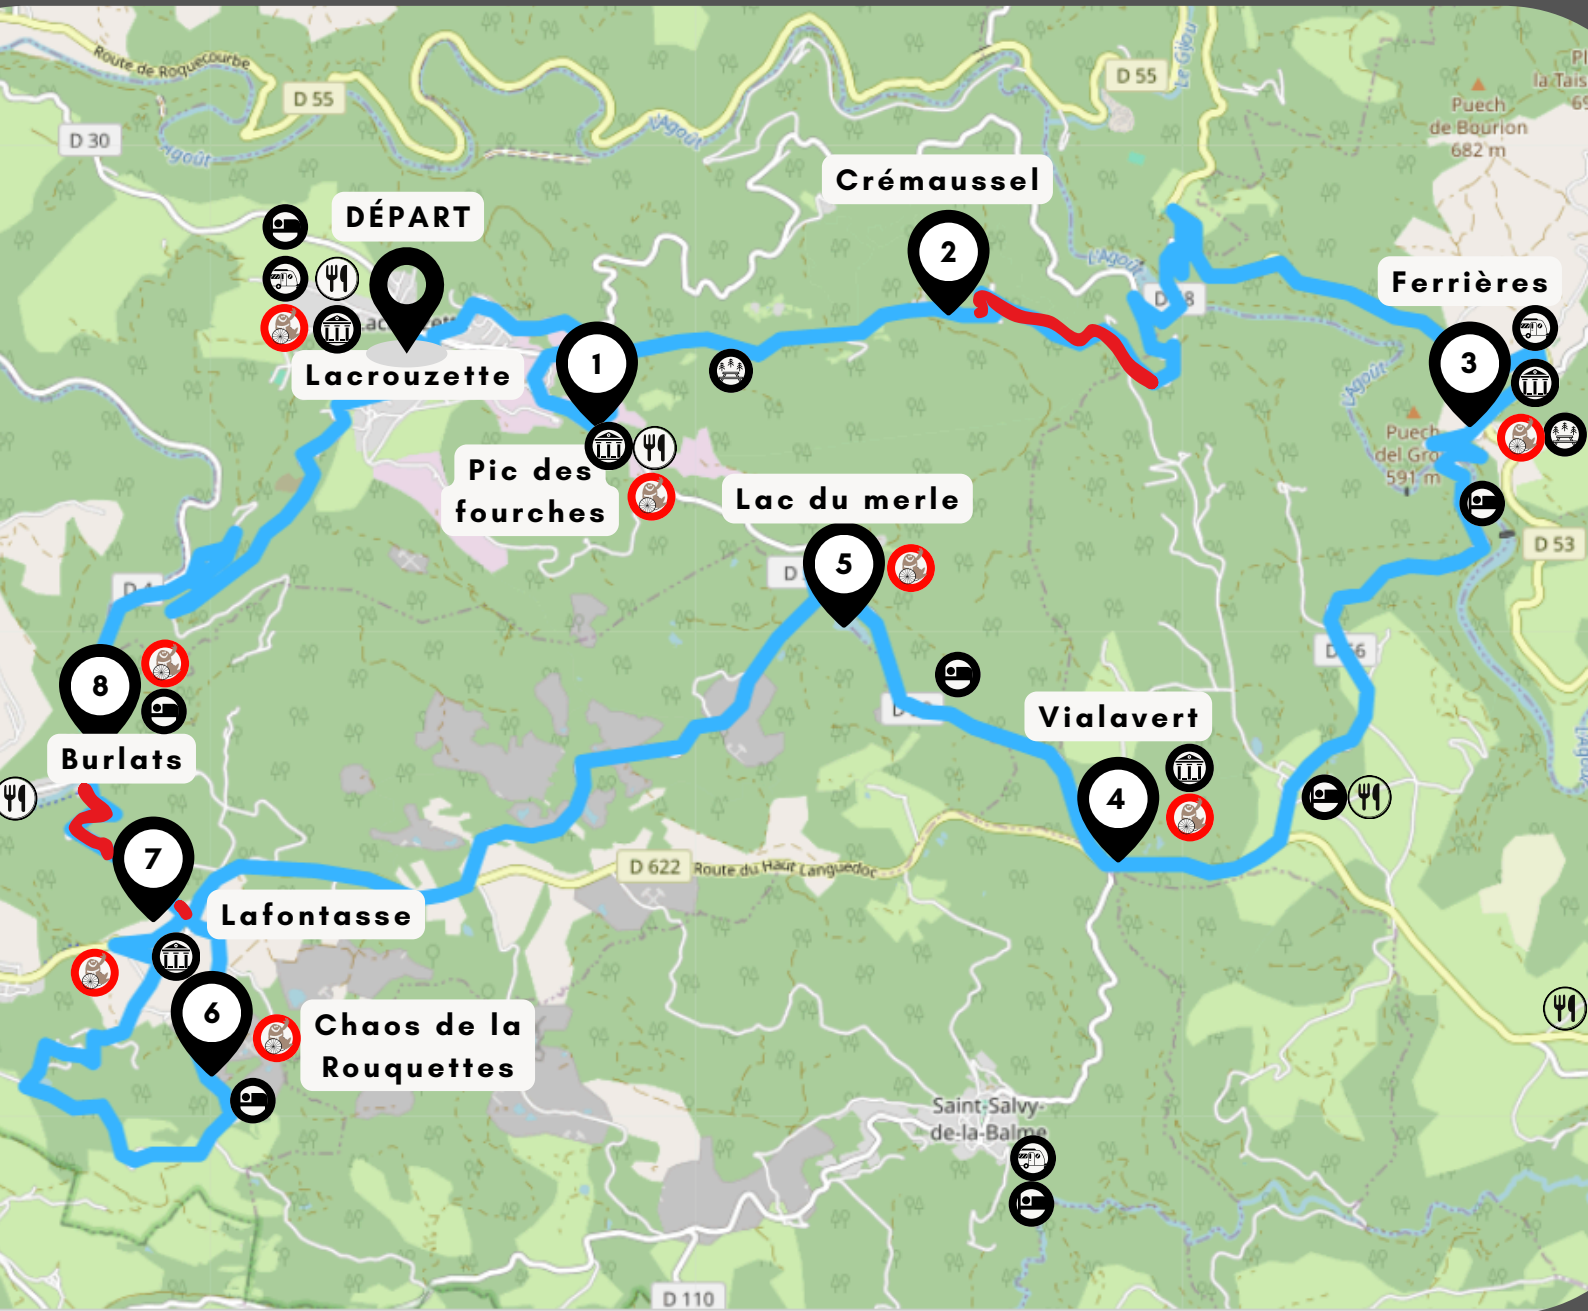 Route de Roquecourbe
D 55
D 30
Agoût
L'Agoût
D 55
Le Gijou
Puech
de Bourion
682 m
Crémaussel
2
DÉPART
L'Agoût
Ferrières
3
Lacrouzette
1
L'Agoût
Puech
591 m
Pic des
fourches
Lac du merle
5
D 53
8
Burlats
Vialavert
4
7
D 622
Route du Haut Languedoc
Lafontasse
6
Chaos de la
Rouquettes
Saint-Salvy-
de-la-Balme
D 110